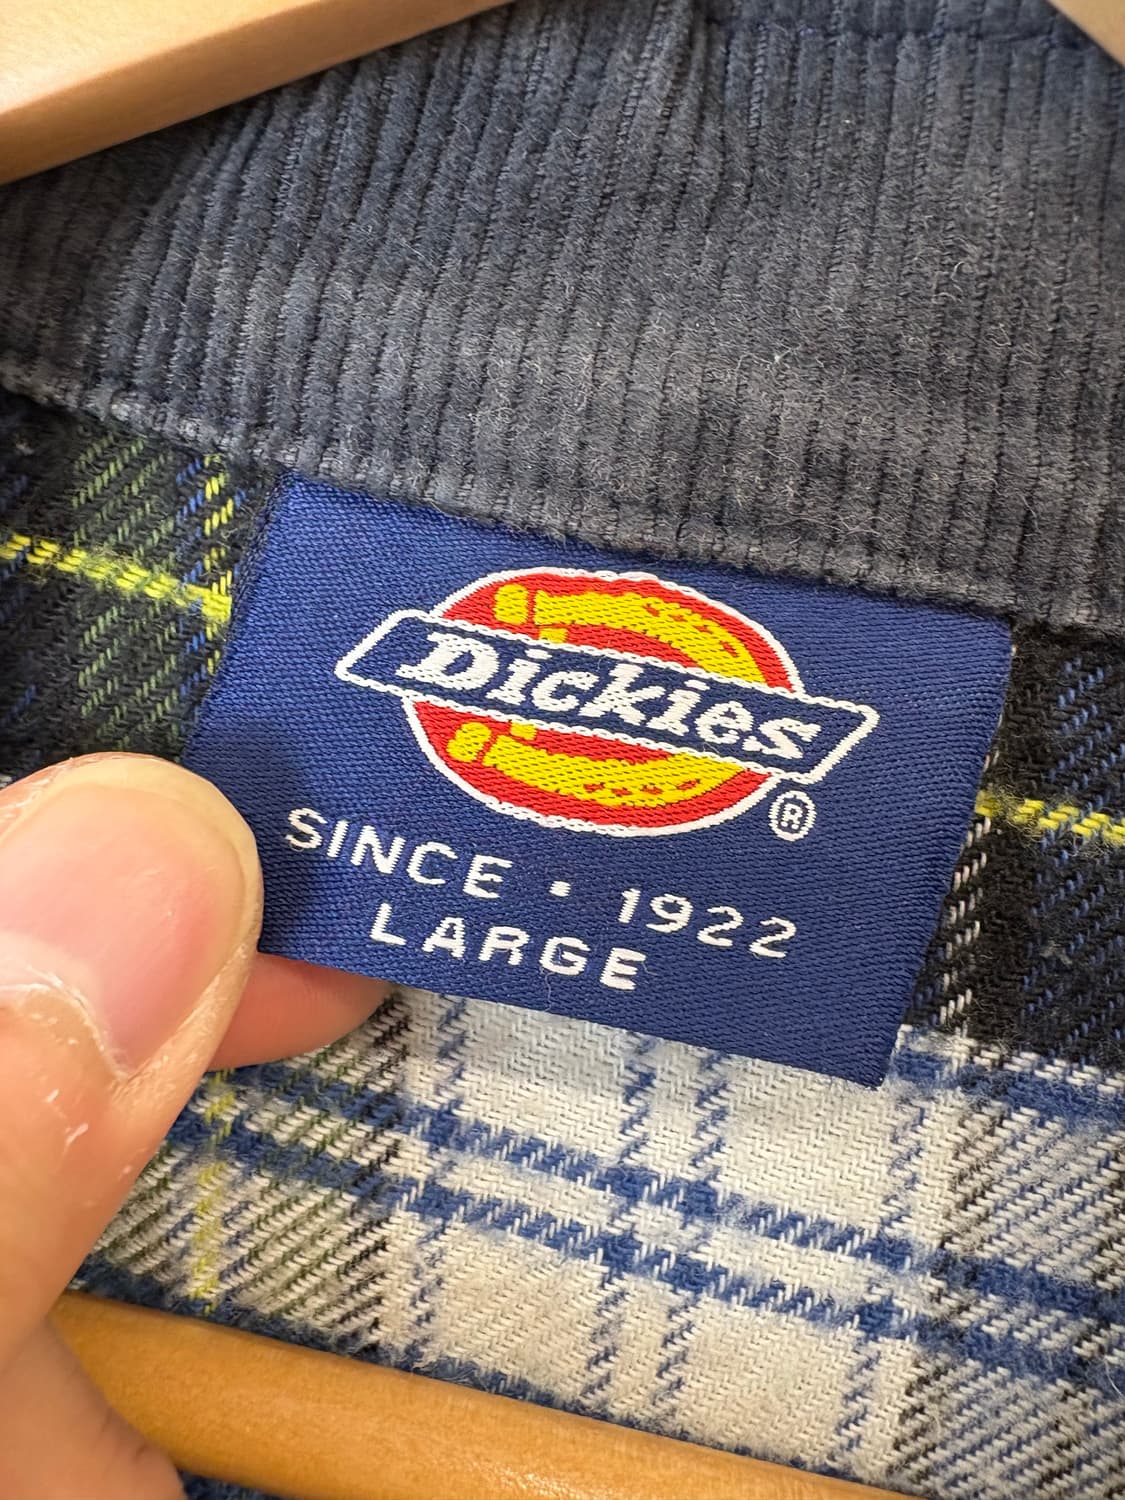 Dickies
®
SINCE • 1922
LARGE